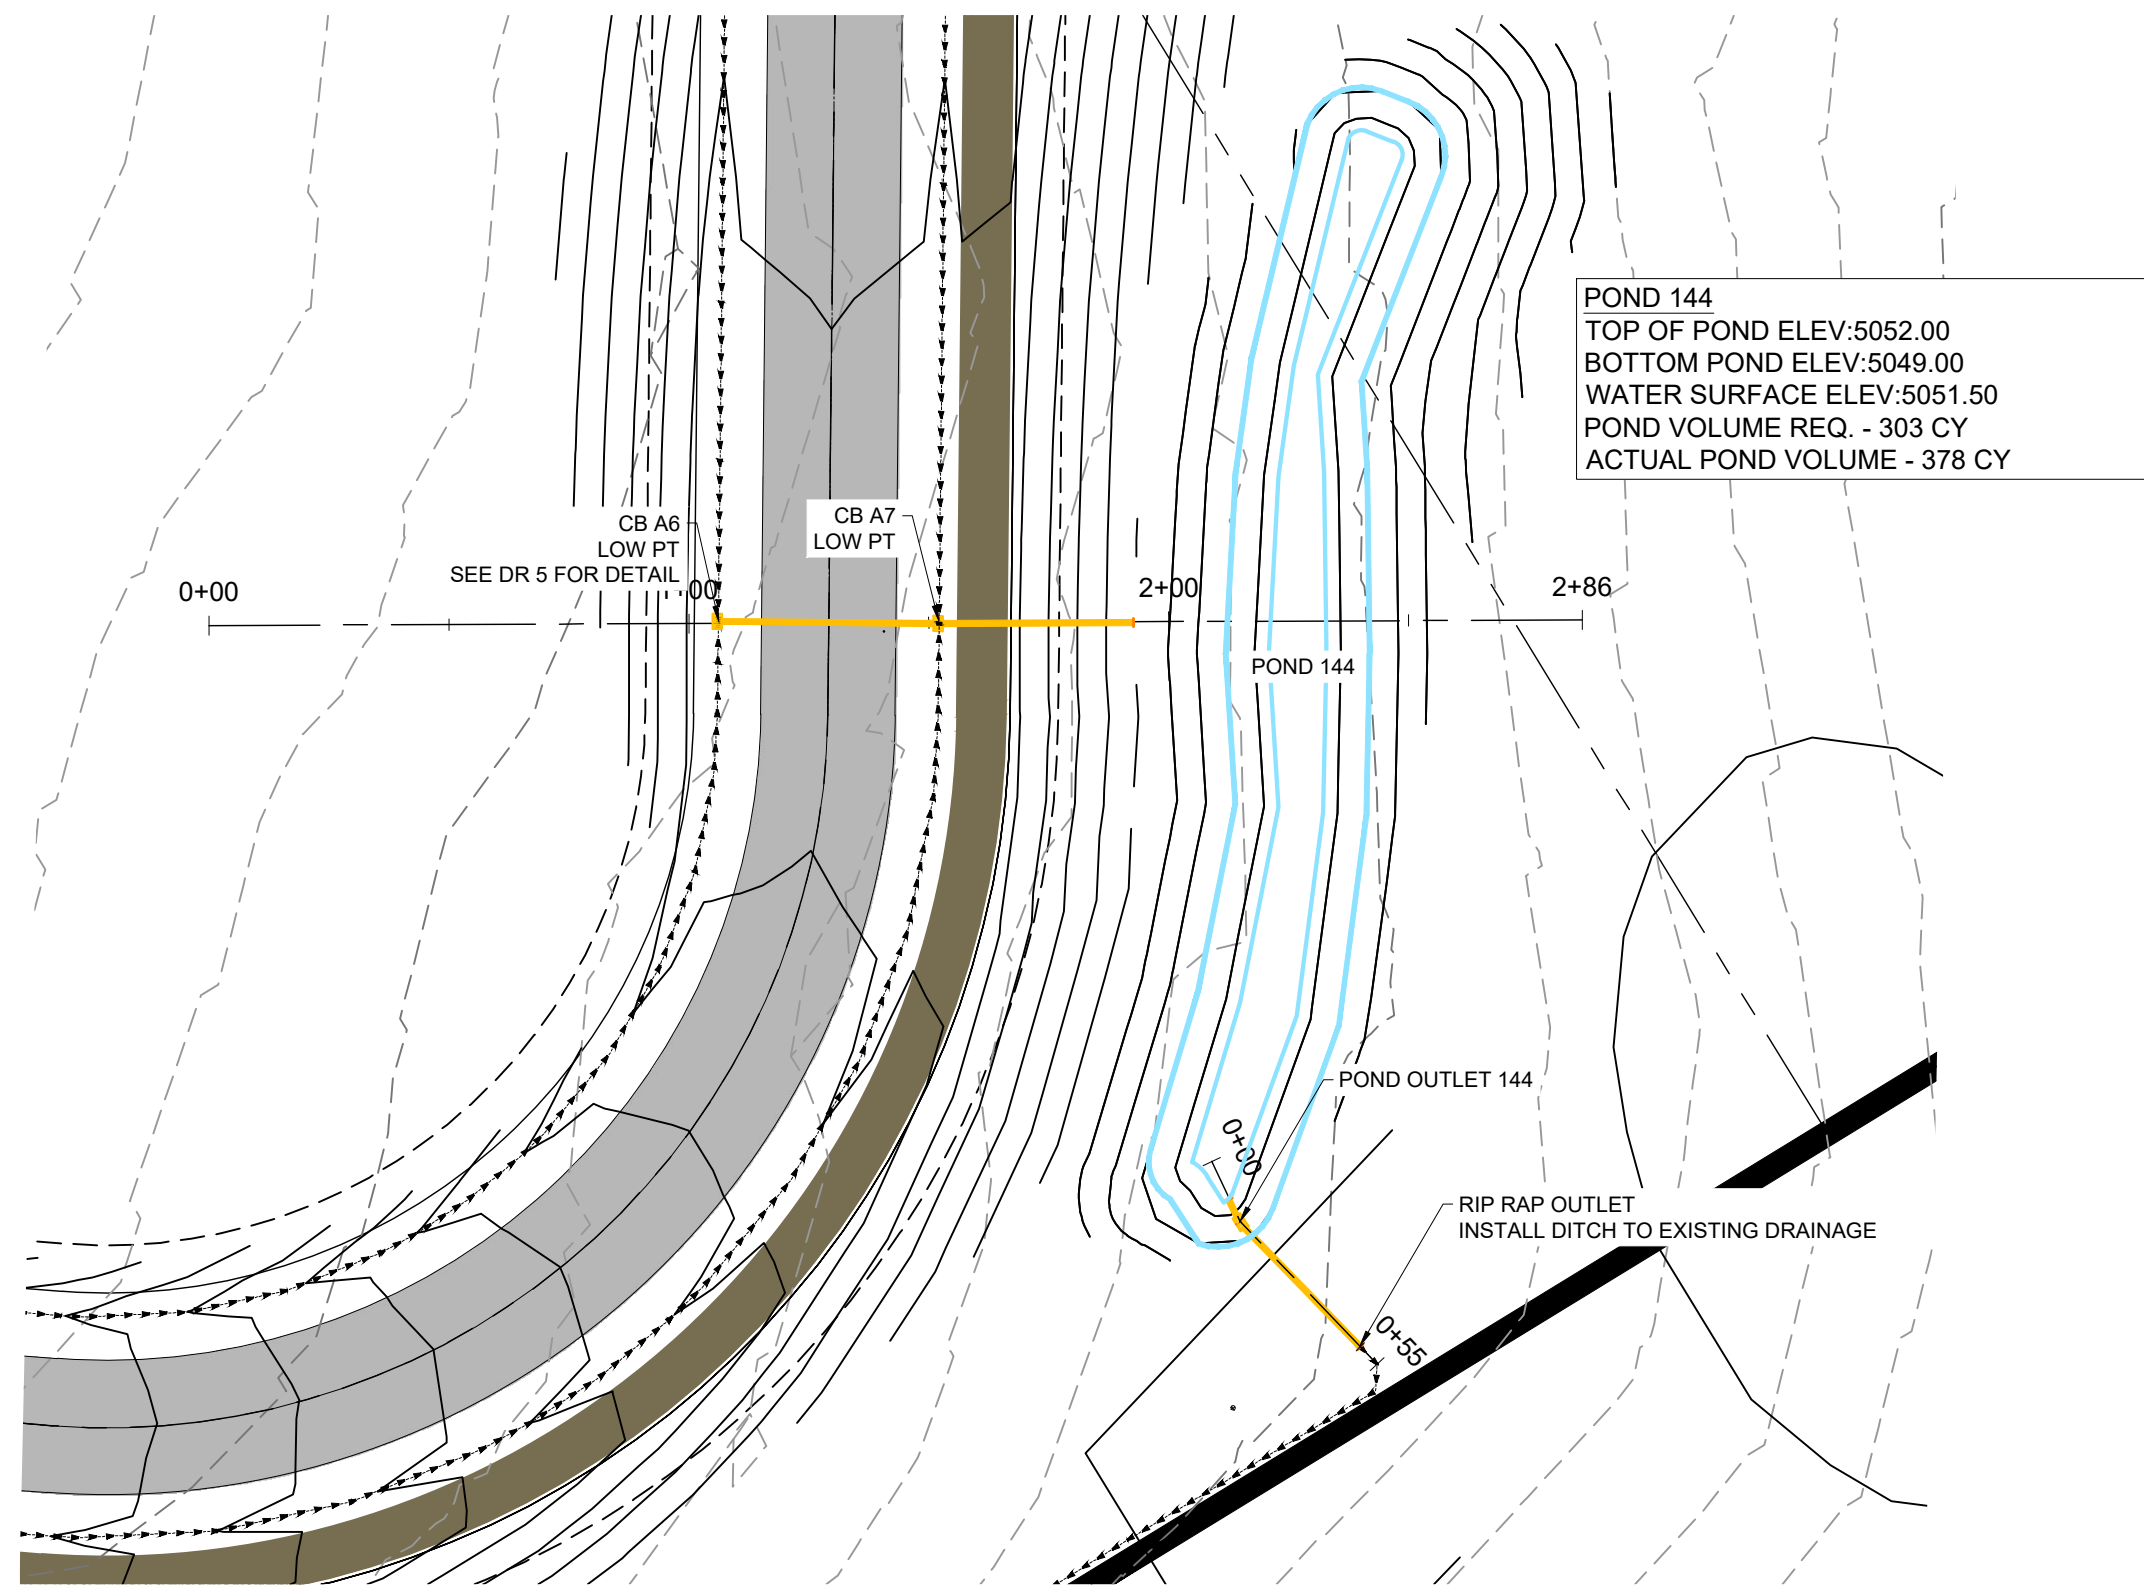 POND 144
TOP OF POND ELEV:5052.00
BOTTOM POND ELEV:5049.00
WATER SURFACE ELEV:5051.50
POND VOLUME REQ. - 303 CY
ACTUAL POND VOLUME - 378 CY
CB A6
LOW PT
SEE DR 5 FOR DETAIL
CB A7
LOW PT
0+00
2+00
2+86
POND 144
POND OUTLET 144
0+00
RIP RAP OUTLET
INSTALL DITCH TO EXISTING DRAINAGE
0+55